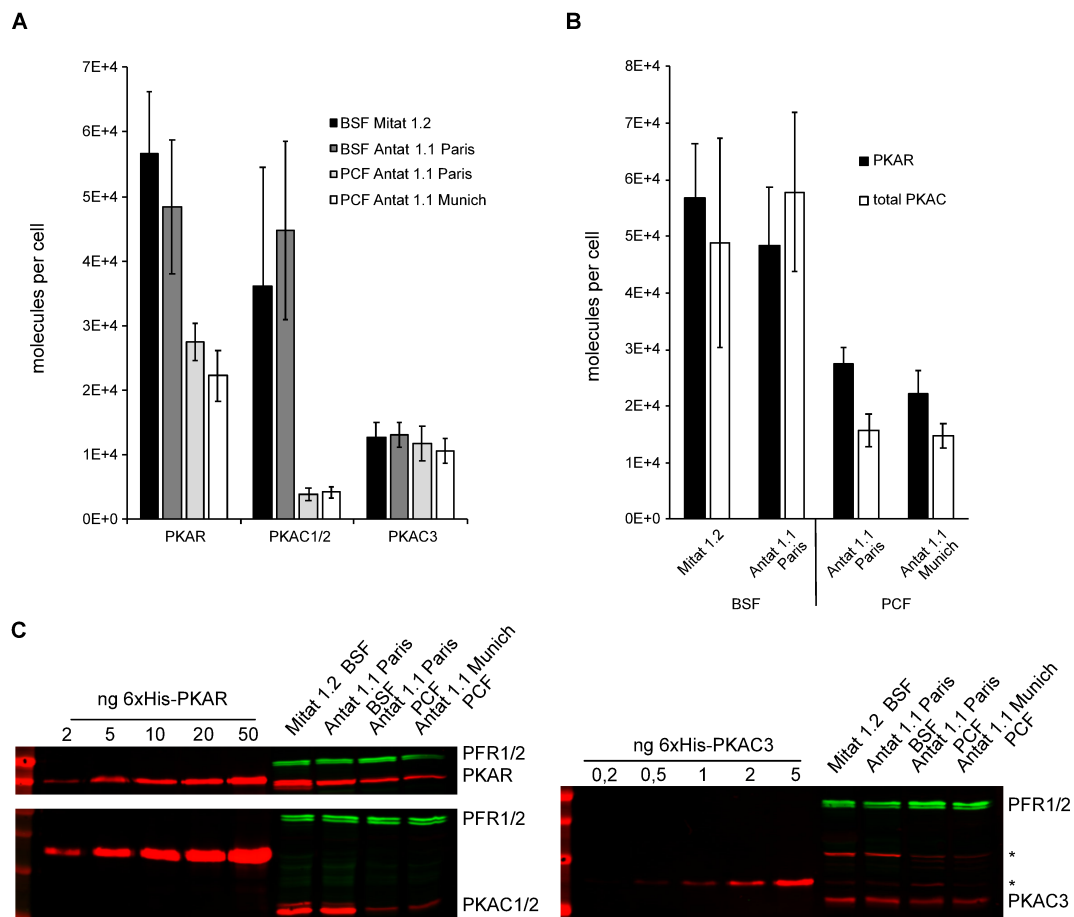 A
7E+4
6E+4
5E+4
4E+4
3E+4
2E+4
1E+4
0E+0
molecules per cell
BSF Mitat 1.2
BSF Antat 1.1 Paris
PCF Antat 1.1 Paris
PCF Antat 1.1 Munich
PKAR
PKAC1/2
PKAC3
B
8E+4
7E+4
6E+4
5E+4
4E+4
3E+4
2E+4
1E+4
0E+4
molecules per cell
PKAR
total PKAC
Mitat 1.2
Antat 1.1
Paris
Antat 1.1
Paris
Antat 1.1
Munich
BSF
PCF
C
ng 6xHis-PKAR
2 5 10 20 50
Mitat 1.2 BSF
Antat 1.1 Paris
BSF
Antat 1.1 Paris
PCF
Antat 1.1 Munich
PCF
PFR1/2
PKAR
PFR1/2
PKAC1/2
ng 6xHis-PKAC3
0,2 0,5 1 2 5
Mitat 1.2 BSF
Antat 1.1 Paris
BSF
Antat 1.1 Paris
PCF
Antat 1.1 Munich
PCF
PFR1/2
*
*
PKAC3